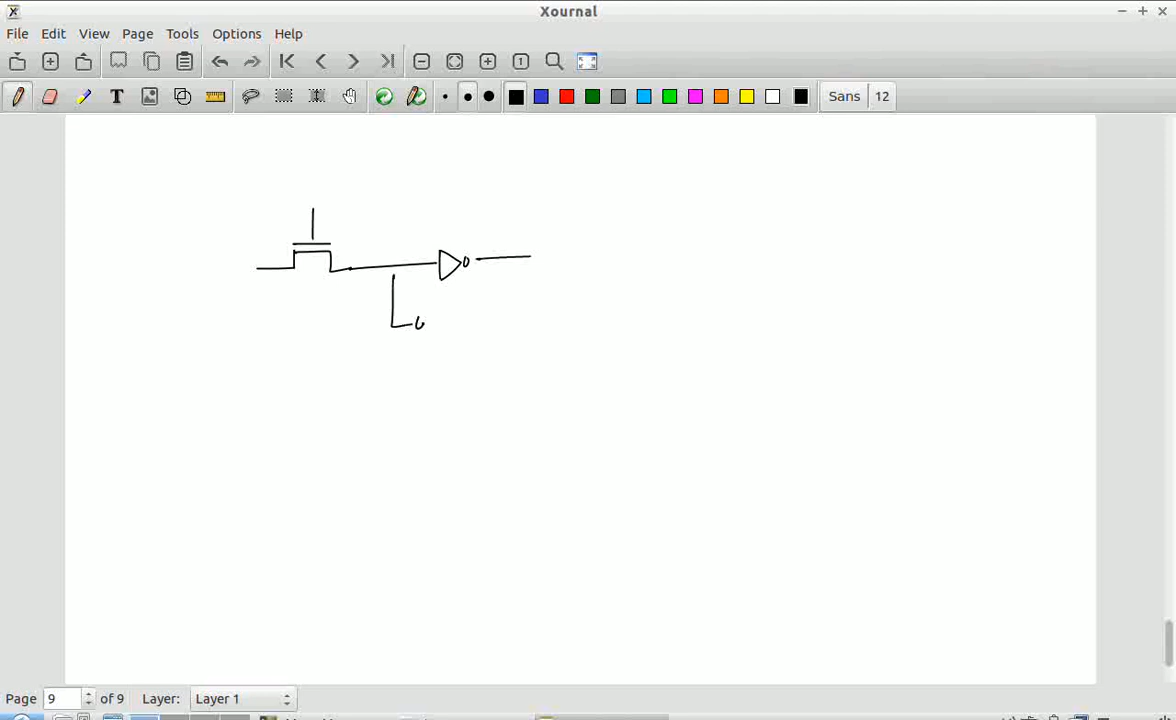 Xournal
File Edit View Page Tools Options Help
Sans 12
Page 9 of 9 Layer: Layer 1